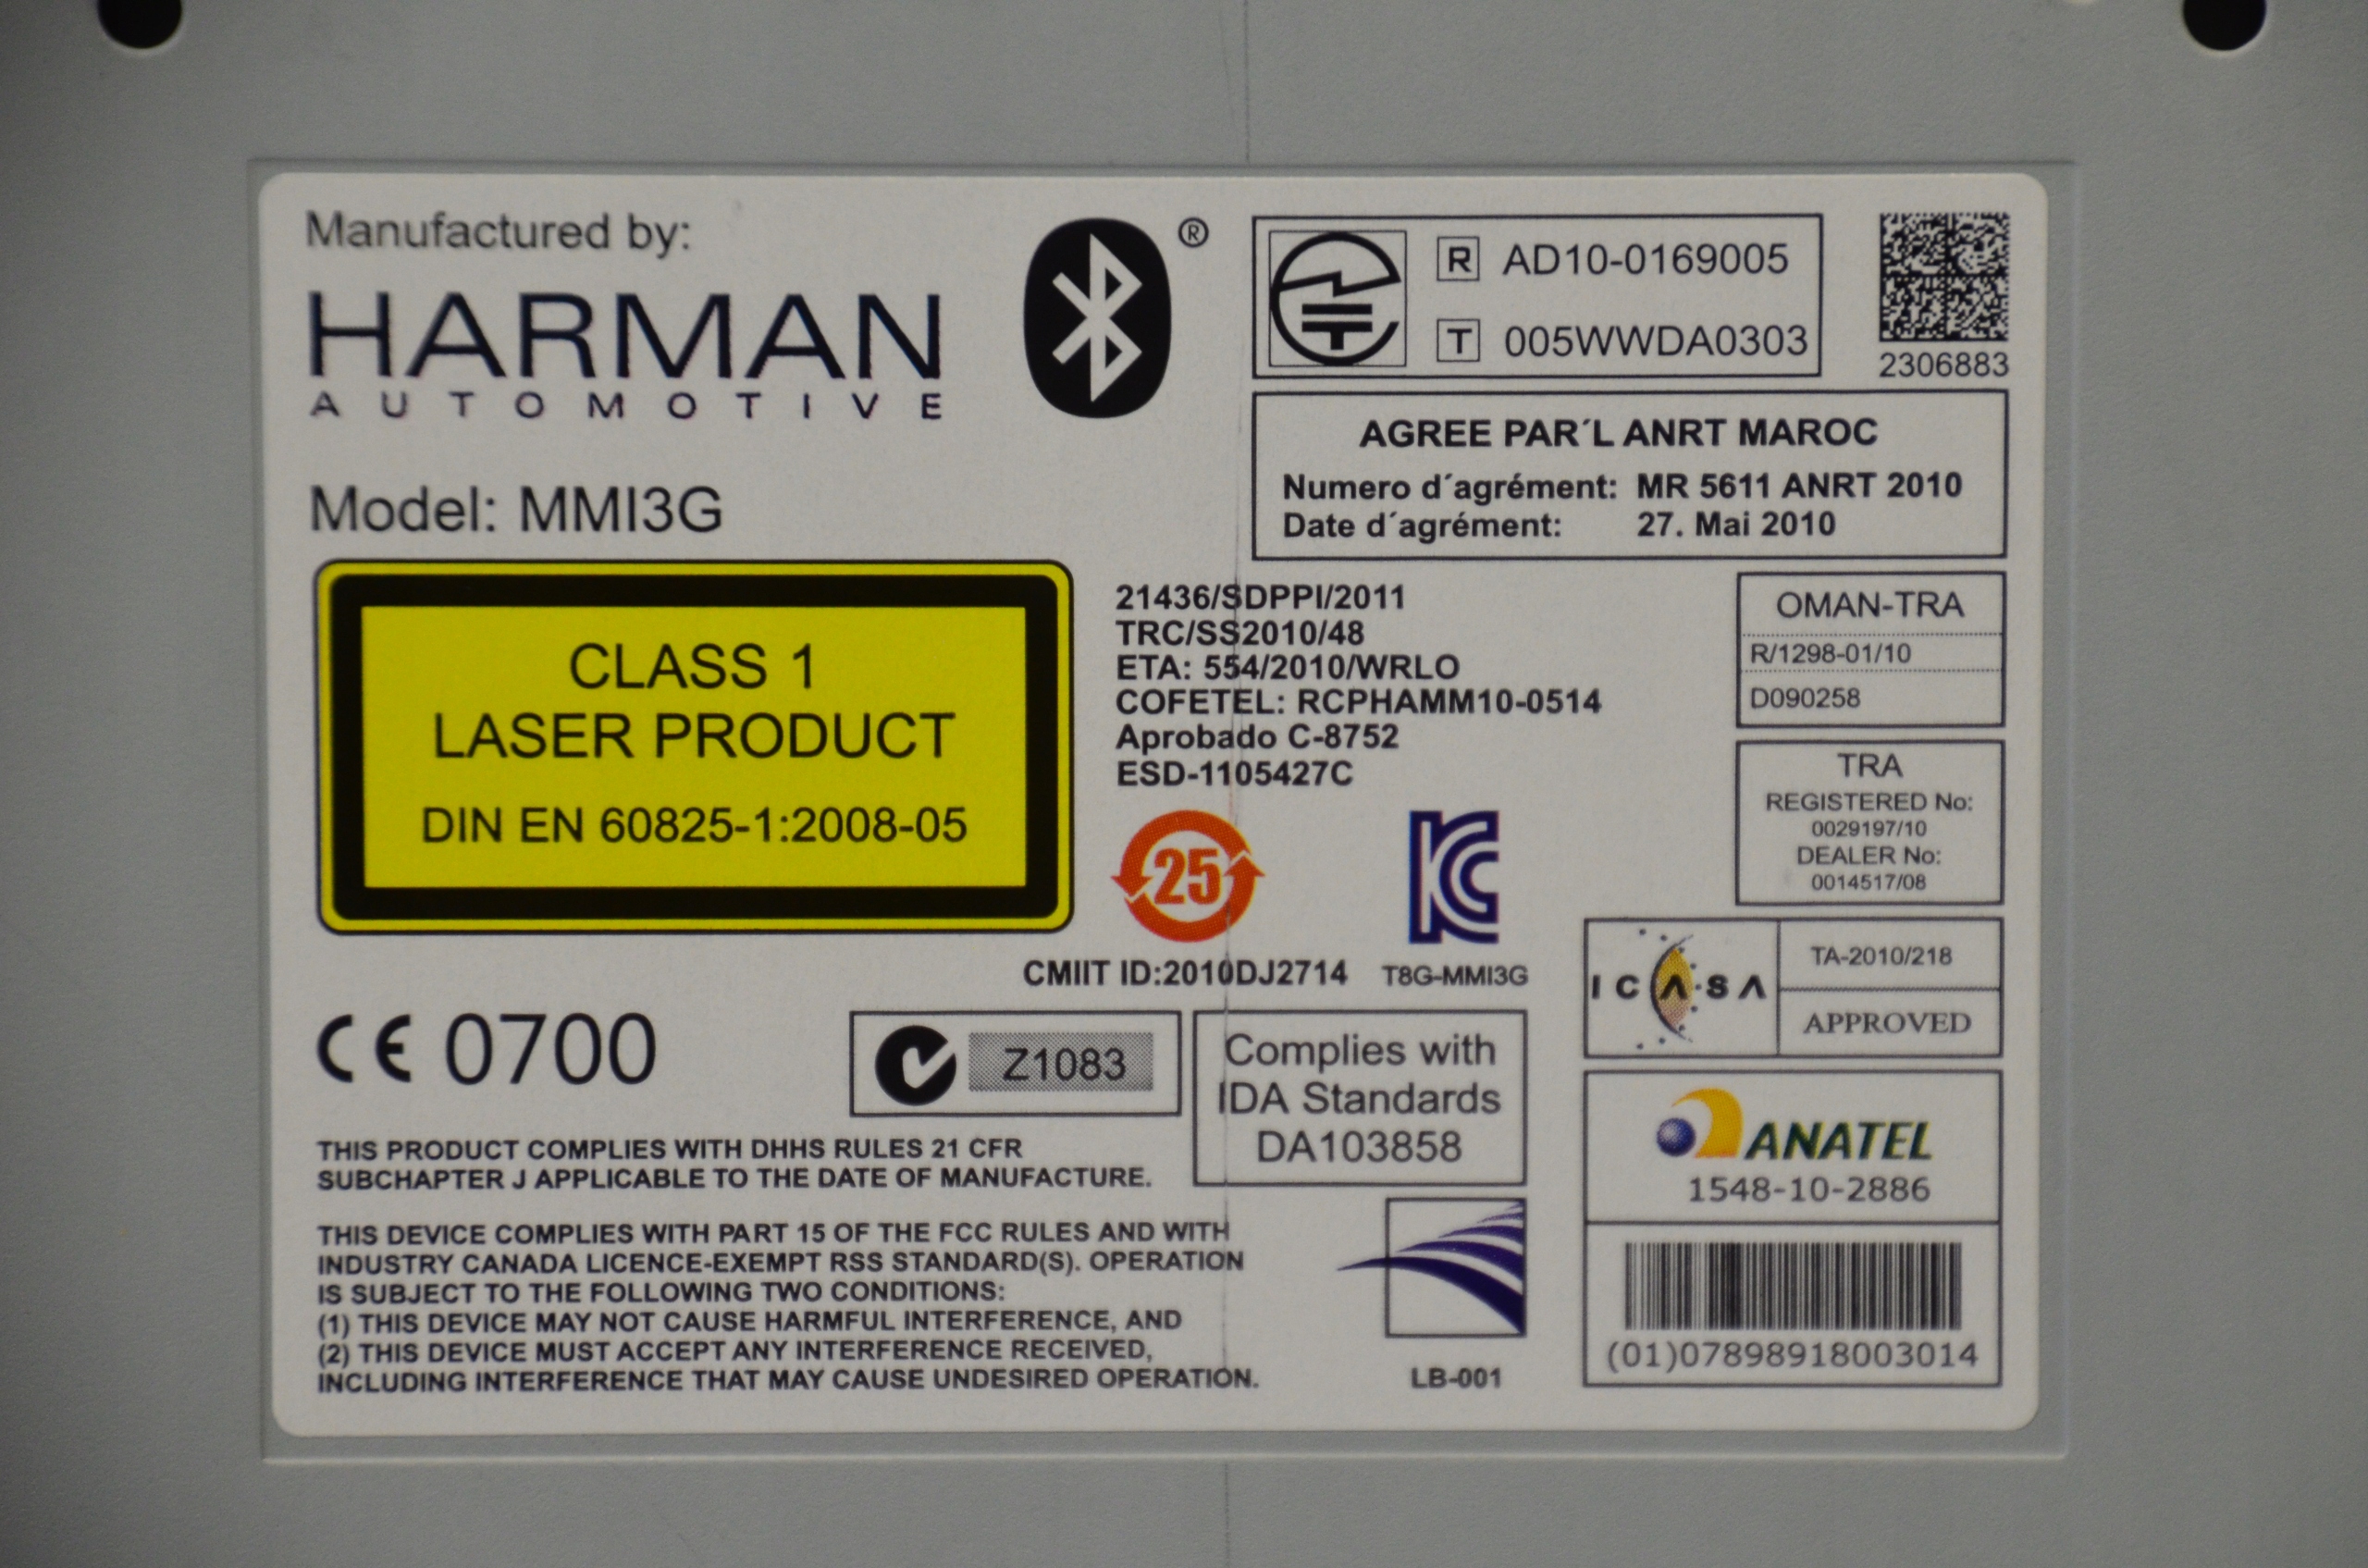 Manufactured by:
HARMAN
AUTOMOTIVE
®
Model: MMI3G
R AD10-0169005
T 005WWDA0303
2306883
AGREE PAR´L ANRT MAROC
Numero d´agrément: MR 5611 ANRT 2010
Date d´agrément: 27. Mai 2010
CLASS 1
LASER PRODUCT
DIN EN 60825-1:2008-05
21436/SDPPI/2011
TRC/SS2010/48
ETA: 554/2010/WRLO
COFETEL: RCPHAMM10-0514
Aprobado C-8752
ESD-1105427C
OMAN-TRA
R/1298-01/10
D090258
TRA
REGISTERED No:
0029197/10
DEALER No:
0014517/08
25
KC
CMIIT ID:2010DJ2714
T8G-MMI3G
ICASA
TA-2010/218
APPROVED
CE 0700
Z1083
Complies with
IDA Standards
DA103858
ANATEL
1548-10-2886
(01)07898918003014
THIS PRODUCT COMPLIES WITH DHHS RULES 21 CFR
SUBCHAPTER J APPLICABLE TO THE DATE OF MANUFACTURE.
THIS DEVICE COMPLIES WITH PART 15 OF THE FCC RULES AND WITH
INDUSTRY CANADA LICENCE-EXEMPT RSS STANDARD(S). OPERATION
IS SUBJECT TO THE FOLLOWING TWO CONDITIONS:
(1) THIS DEVICE MAY NOT CAUSE HARMFUL INTERFERENCE, AND
(2) THIS DEVICE MUST ACCEPT ANY INTERFERENCE RECEIVED,
INCLUDING INTERFERENCE THAT MAY CAUSE UNDESIRED OPERATION.
LB-001